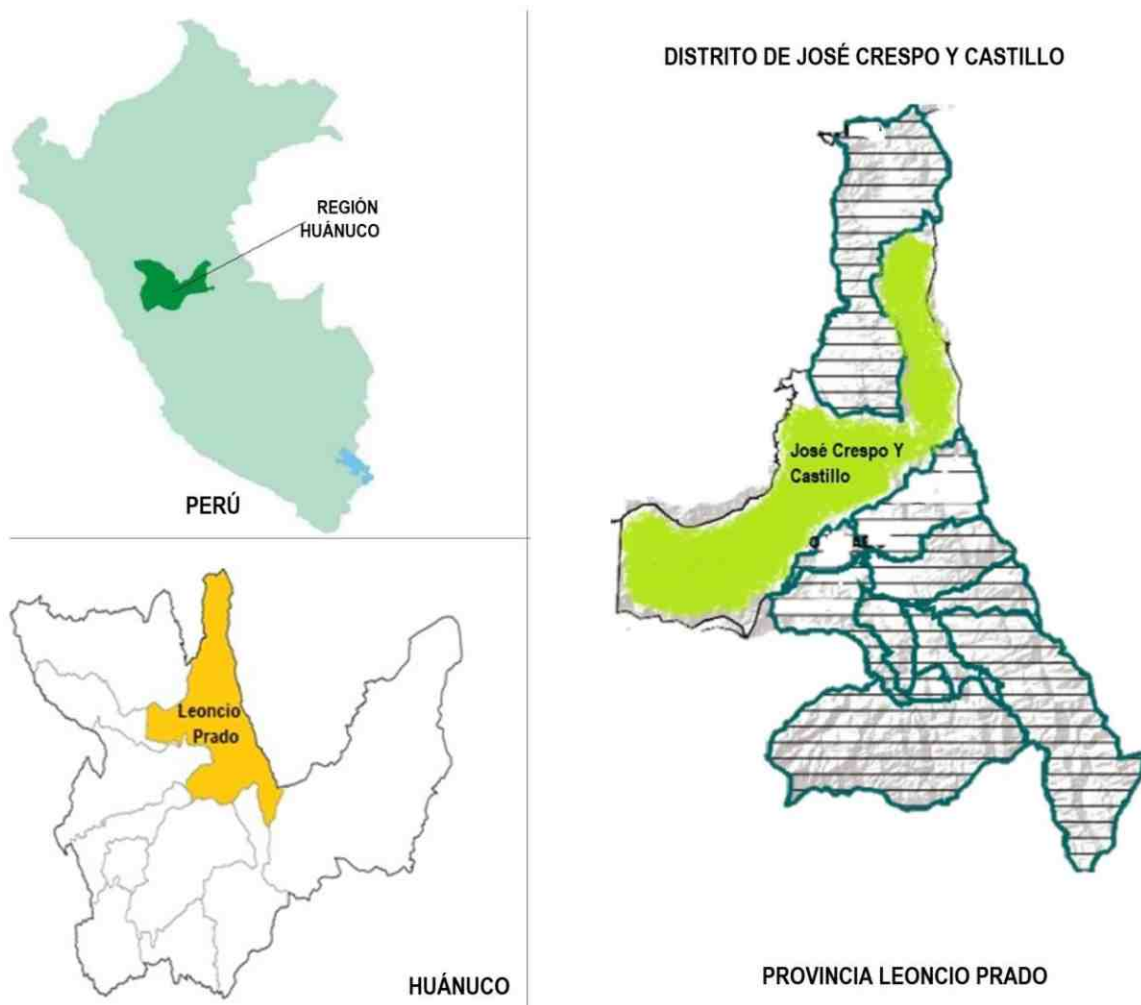 REGIÓN
HUÁNUCO
PERÚ
Leoncio
Prado
HUÁNUCO
DISTRITO DE JOSÉ CRESPO Y CASTILLO
José Crespo Y
Castillo
PROVINCIA LEONCIO PRADO